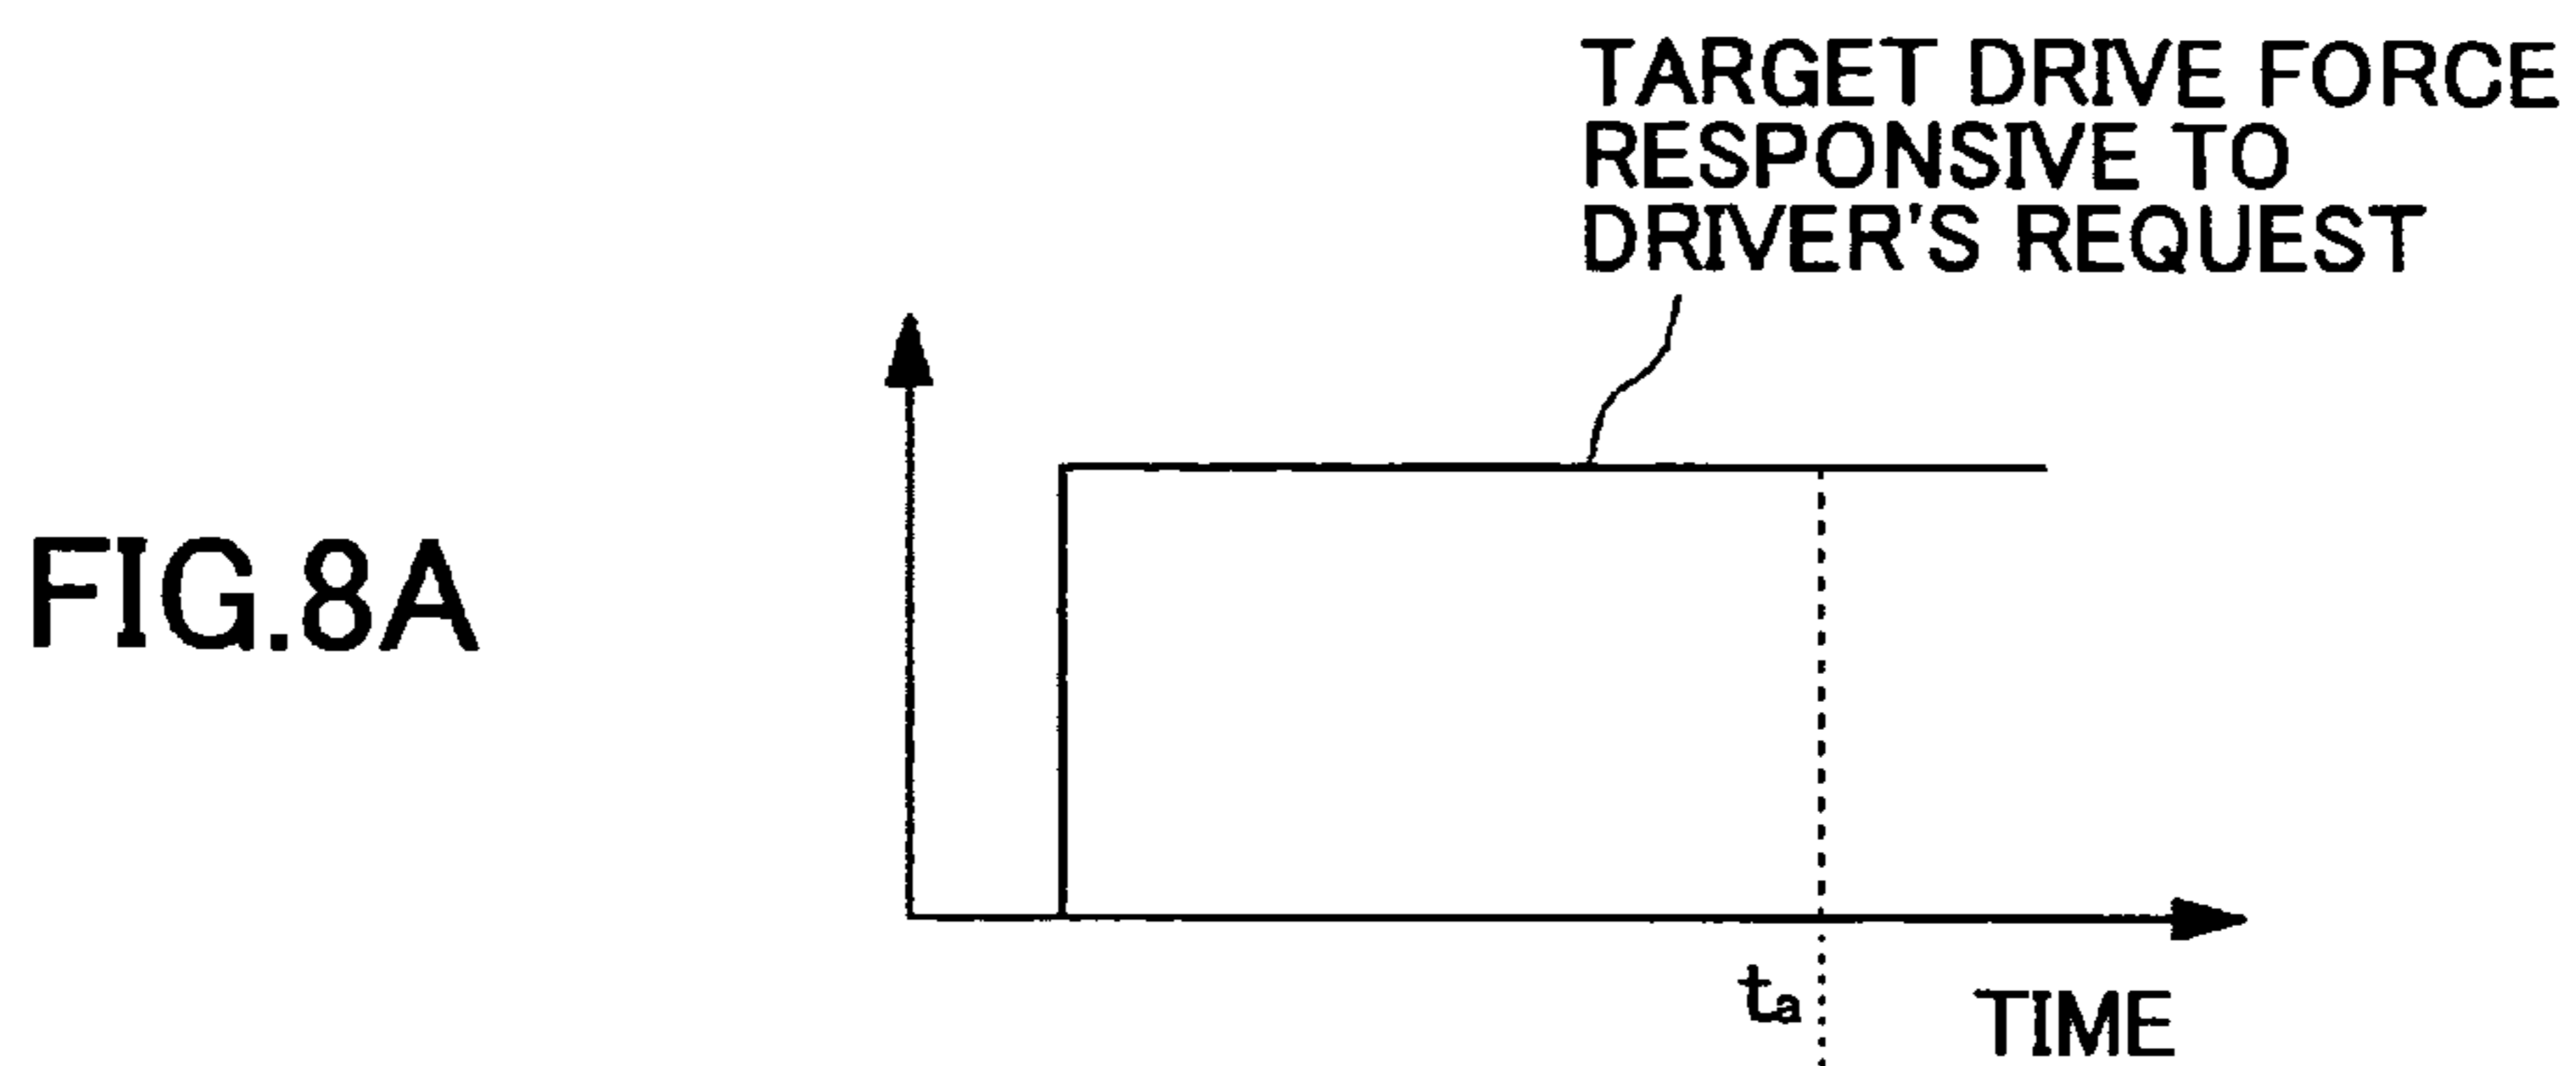 TARGET DRIVE FORCE
RESPONSIVE TO
DRIVER'S REQUEST
FIG.8A
ta
TIME